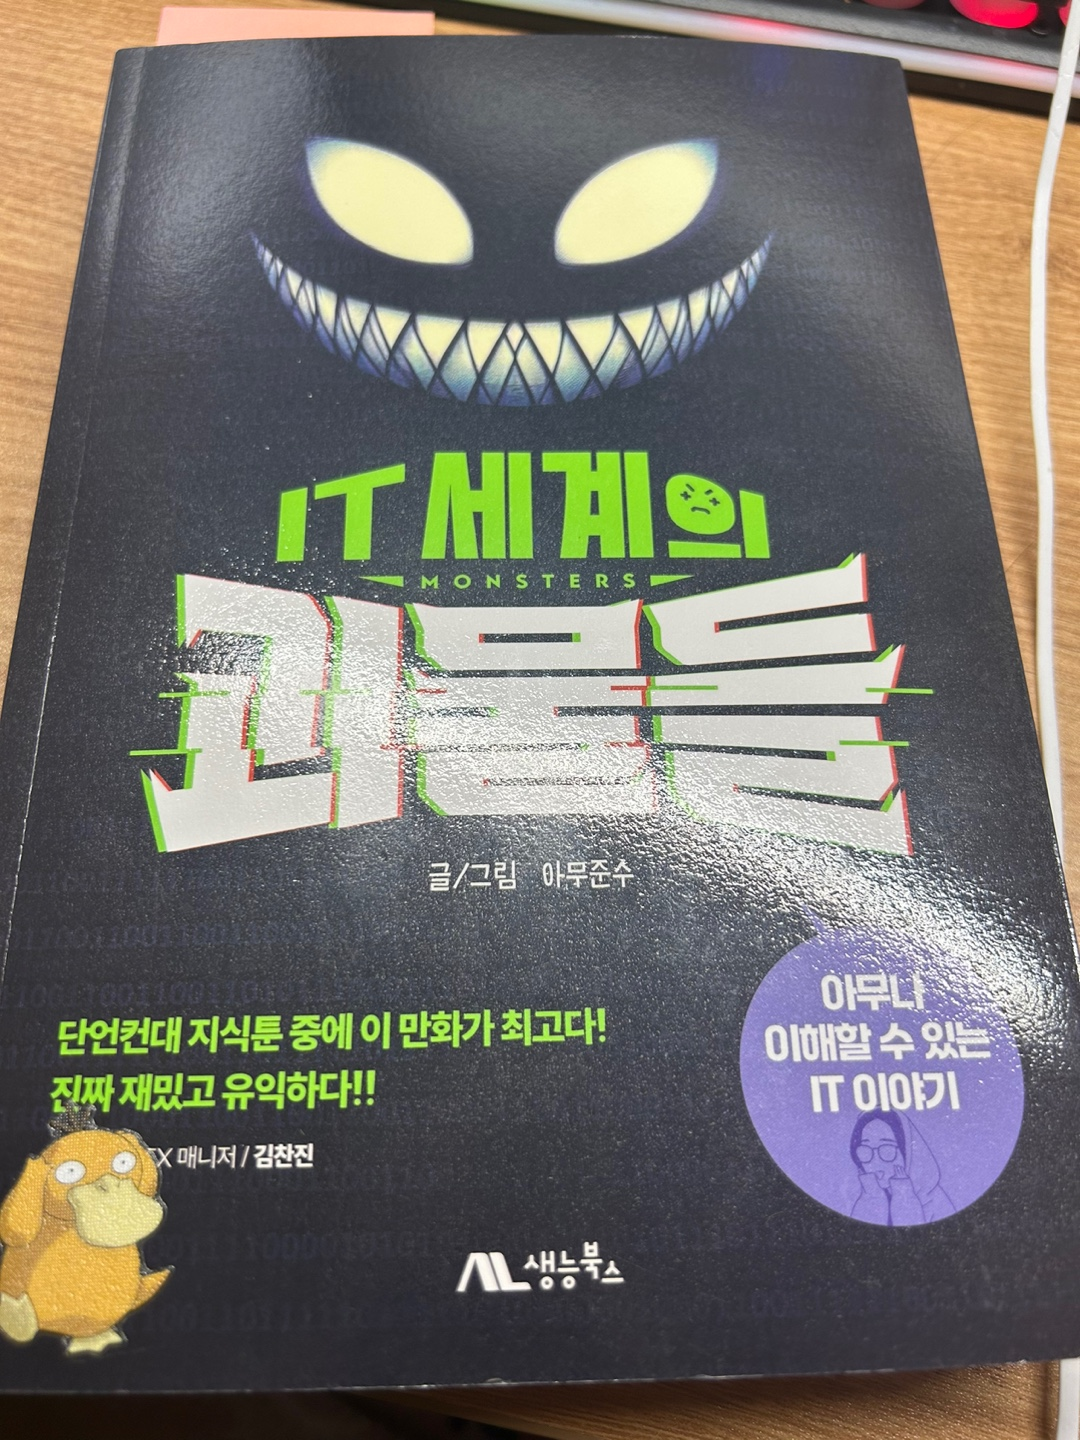 IT 세계의
MONSTERS
괴물들
글/그림 아무준수
단언컨대 지식툰 중에 이 만화가 최고다!
진짜 재밌고 유익하다!!
매니저 / 김찬진
아무나
이해할 수 있는
IT 이야기
생능북스